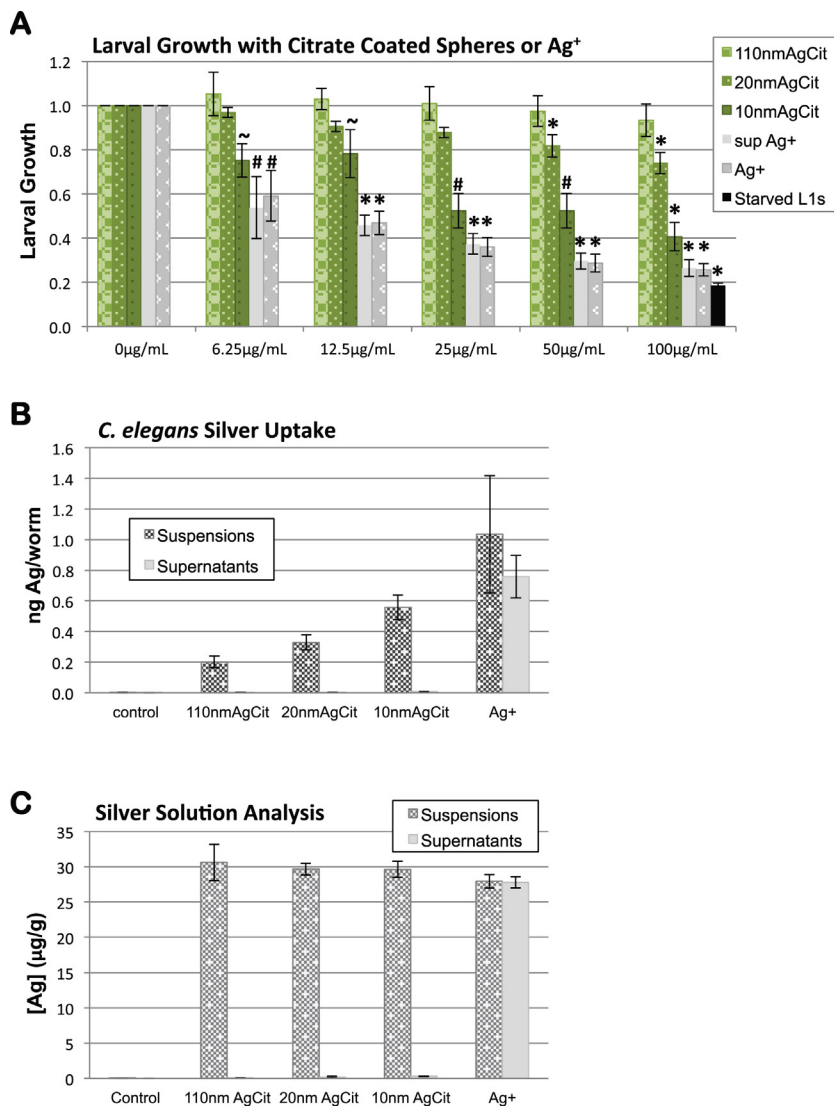 A
Larval Growth with Citrate Coated Spheres or Ag⁺
1.2
1.0
0.8
0.6
0.4
0.2
0.0
Larval Growth
~
#
#
~
*
*
#
*
*
*
#
*
*
*
*
*
*
*
0µg/mL
6.25µg/mL
12.5µg/mL
25µg/mL
50µg/mL
100µg/mL
110nmAgCit
20nmAgCit
10nmAgCit
sup Ag+
Ag+
Starved L1s
B
C. elegans Silver Uptake
1.6
1.4
1.2
1.0
0.8
0.6
0.4
0.2
0.0
ng Ag/worm
Suspensions
Supernatants
control
110nmAgCit
20nmAgCit
10nmAgCit
Ag+
C
Silver Solution Analysis
Suspensions
Supernatants
35
30
25
20
15
10
5
0
[Ag] (µg/g)
Control
110nm AgCit
20nm AgCit
10nm AgCit
Ag+